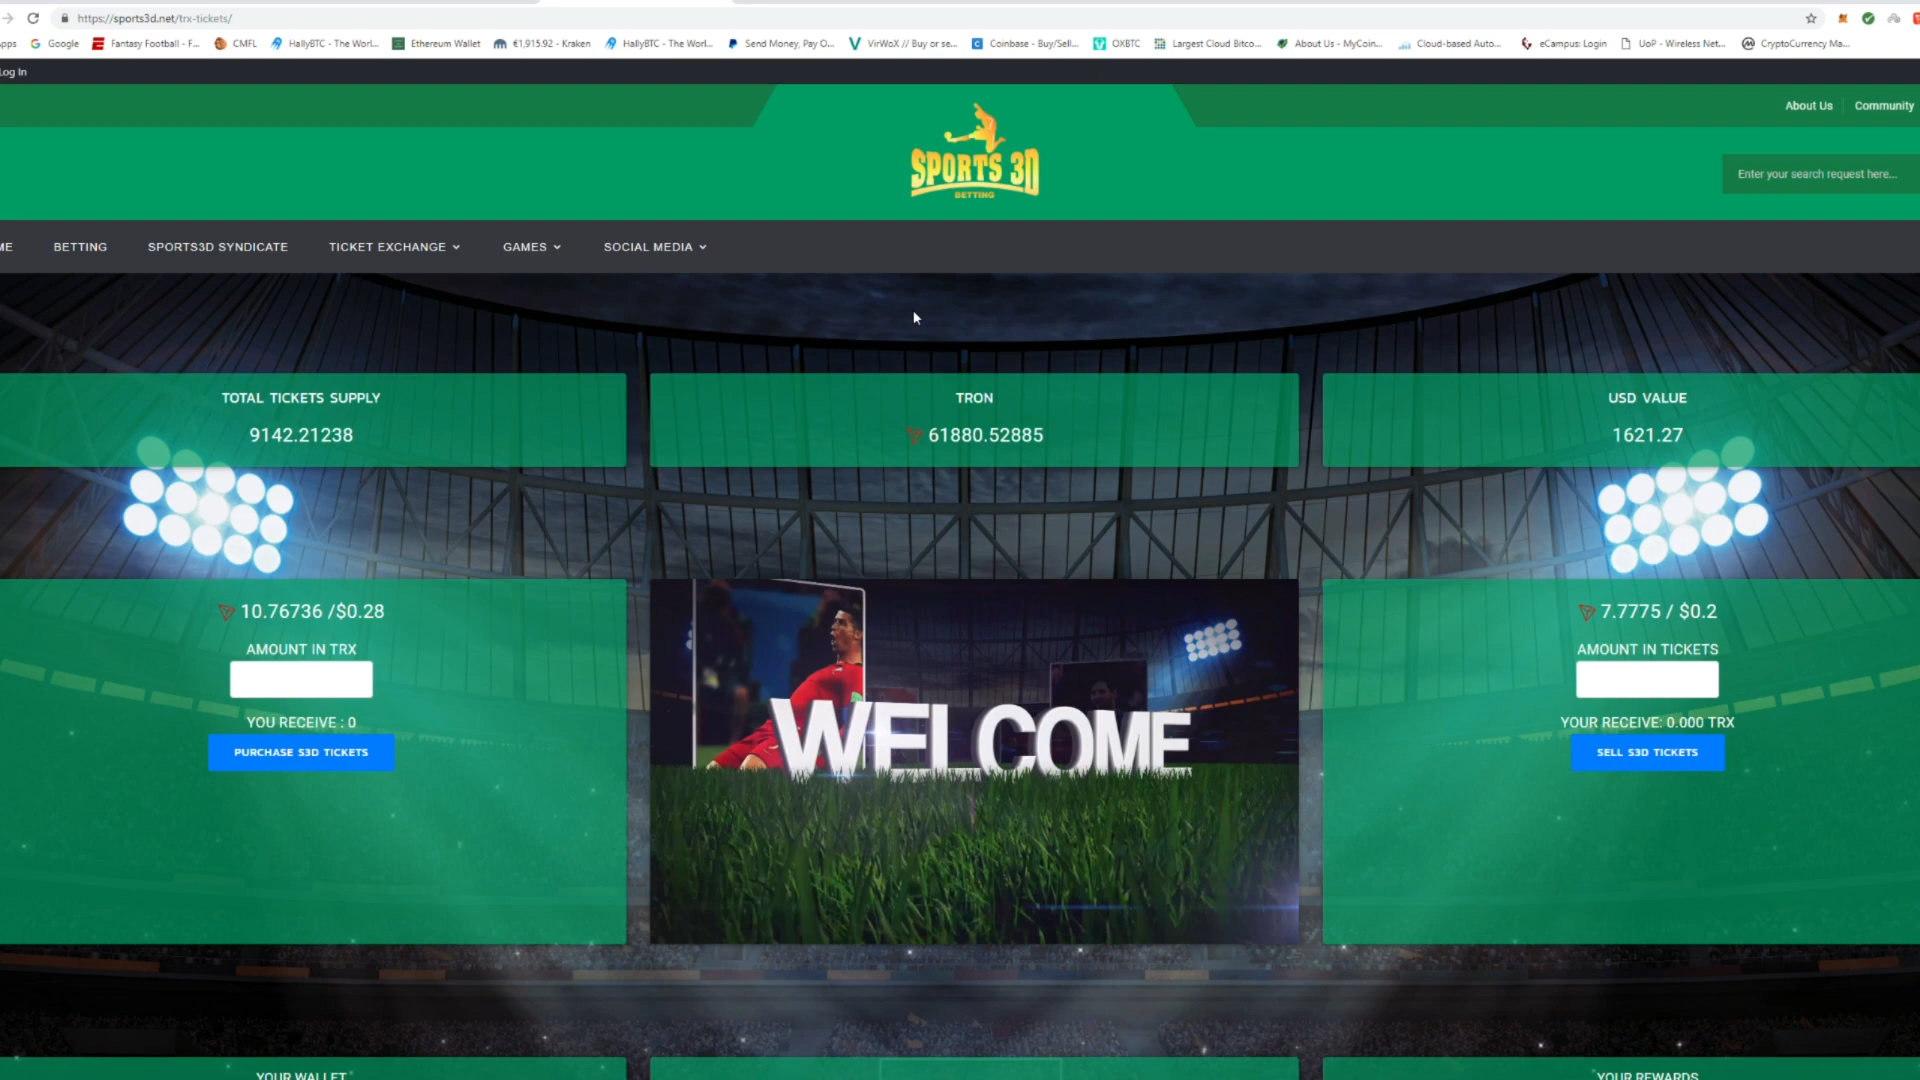 https://sports3d.net/trx-tickets/
pps Google Fantasy Football - F... CMFL HallyBTC - The Worl... Ethereum Wallet €1,915.92 - Kraken HallyBTC - The Worl... Send Money, Pay O... VirWoX // Buy or se... Coinbase - Buy/Sell... OXBTC Largest Cloud Bitco... About Us - MyCoin... Cloud-based Auto... eCampus: Login UoP - Wireless Net... CryptoCurrency Ma...
Log In
About Us Community
SPORTS 3D
BETTING
Enter your search request here...
ME BETTING SPORTS3D SYNDICATE TICKET EXCHANGE GAMES SOCIAL MEDIA
TOTAL TICKETS SUPPLY
9142.21238
TRON
61880.52885
USD VALUE
1621.27
10.76736 /$0.28
AMOUNT IN TRX
YOU RECEIVE : 0
PURCHASE S3D TICKETS
WELCOME
7.7775 / $0.2
AMOUNT IN TICKETS
YOUR RECEIVE: 0.000 TRX
SELL S3D TICKETS
YOUR WALLET
YOUR REWARDS